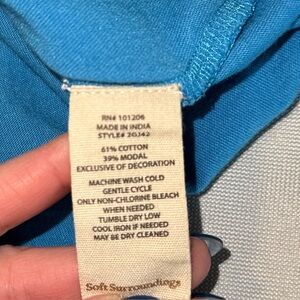 RN# 101206
MADE IN INDIA
STYLE# 2GJ42
61% COTTON
39% MODAL
EXCLUSIVE OF DECORATION
MACHINE WASH COLD
GENTLE CYCLE
ONLY NON-CHLORINE BLEACH
WHEN NEEDED
TUMBLE DRY LOW
COOL IRON IF NEEDED
MAY BE DRY CLEANED
Soft Surroundings